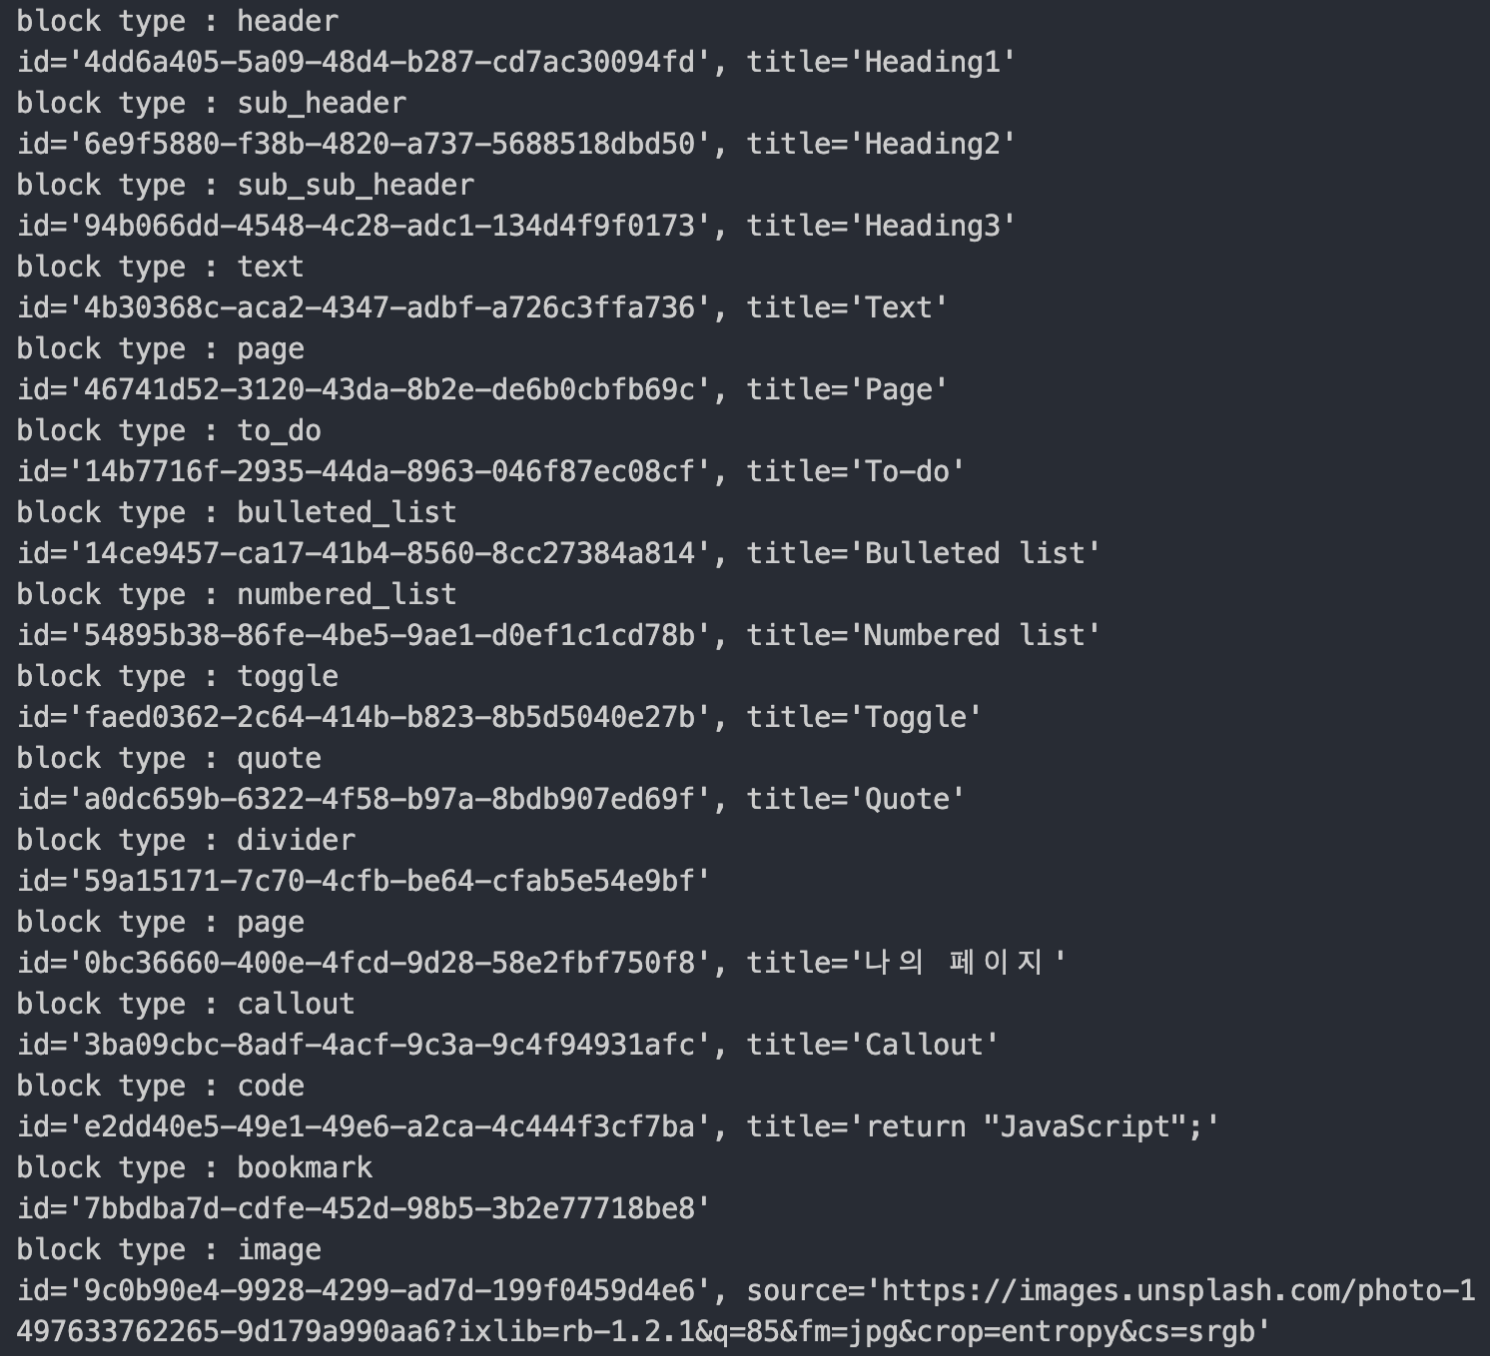 block type : header
id='4dd6a405-5a09-48d4-b287-cd7ac30094fd', title='Heading1'
block type : sub_header
id='6e9f5880-f38b-4820-a737-5688518dbd50', title='Heading2'
block type : sub_sub_header
id='94b066dd-4548-4c28-adc1-134d4f9f0173', title='Heading3'
block type : text
id='4b30368c-aca2-4347-adbf-a726c3ffa736', title='Text'
block type : page
id='46741d52-3120-43da-8b2e-de6b0cbfb69c', title='Page'
block type : to_do
id='14b7716f-2935-44da-8963-046f87ec08cf', title='To-do'
block type : bulleted_list
id='14ce9457-ca17-41b4-8560-8cc27384a814', title='Bulleted list'
block type : numbered_list
id='54895b38-86fe-4be5-9ae1-d0ef1c1cd78b', title='Numbered list'
block type : toggle
id='faed0362-2c64-414b-b823-8b5d5040e27b', title='Toggle'
block type : quote
id='a0dc659b-6322-4f58-b97a-8bdb907ed69f', title='Quote'
block type : divider
id='59a15171-7c70-4cfb-be64-cfab5e54e9bf'
block type : page
id='0bc36660-400e-4fcd-9d28-58e2fbf750f8', title='나의 페이지'
block type : callout
id='3ba09cbc-8adf-4acf-9c3a-9c4f94931afc', title='Callout'
block type : code
id='e2dd40e5-49e1-49e6-a2ca-4c444f3cf7ba', title='return "JavaScript";'
block type : bookmark
id='7bbdba7d-cdfe-452d-98b5-3b2e77718be8'
block type : image
id='9c0b90e4-9928-4299-ad7d-199f0459d4e6', source='https://images.unsplash.com/photo-1
497633762265-9d179a990aa6?ixlib=rb-1.2.1&q=85&fm=jpg&crop=entropy&cs=srgb'